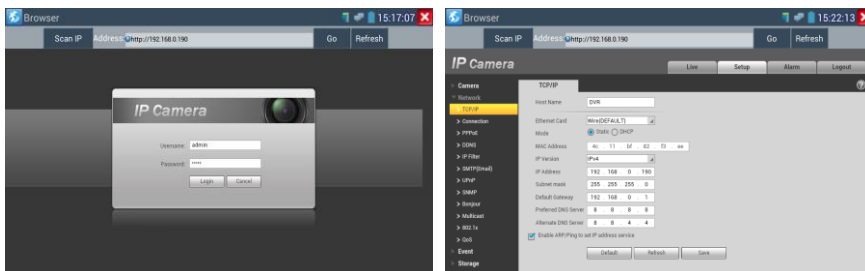 Browser
15:17:07
Scan IP
Address:
http://192.168.0.190
Go
Refresh
IP Camera
Username:
admin
Password:
•••••
Login
Cancel
Browser
15:22:13
Scan IP
Address:
http://192.168.0.190
Go
Refresh
IP Camera
Live
Setup
Alarm
Logout
Camera
Network
TCP/IP
Connection
PPPoE
DDNS
IP Filter
SMTP(Email)
UPnP
SNMP
Bonjour
Multicast
802.1x
QoS
Event
Storage
TCP/IP
Host Name DVR
Ethernet Card Wire(DEFAULT)
Mode Static DHCP
MAC Address 4c . 11 . bf . 62 . f3 . ee
IP Version IPv4
IP Address 192 . 168 . 0 . 190
Subnet mask 255 . 255 . 255 . 0
Default Gateway 192 . 168 . 0 . 1
Preferred DNS Server 8 . 8 . 8 . 8
Alternate DNS Server 8 . 8 . 4 . 4
Enable ARP/Ping to set IP address service
Default
Refresh
Save